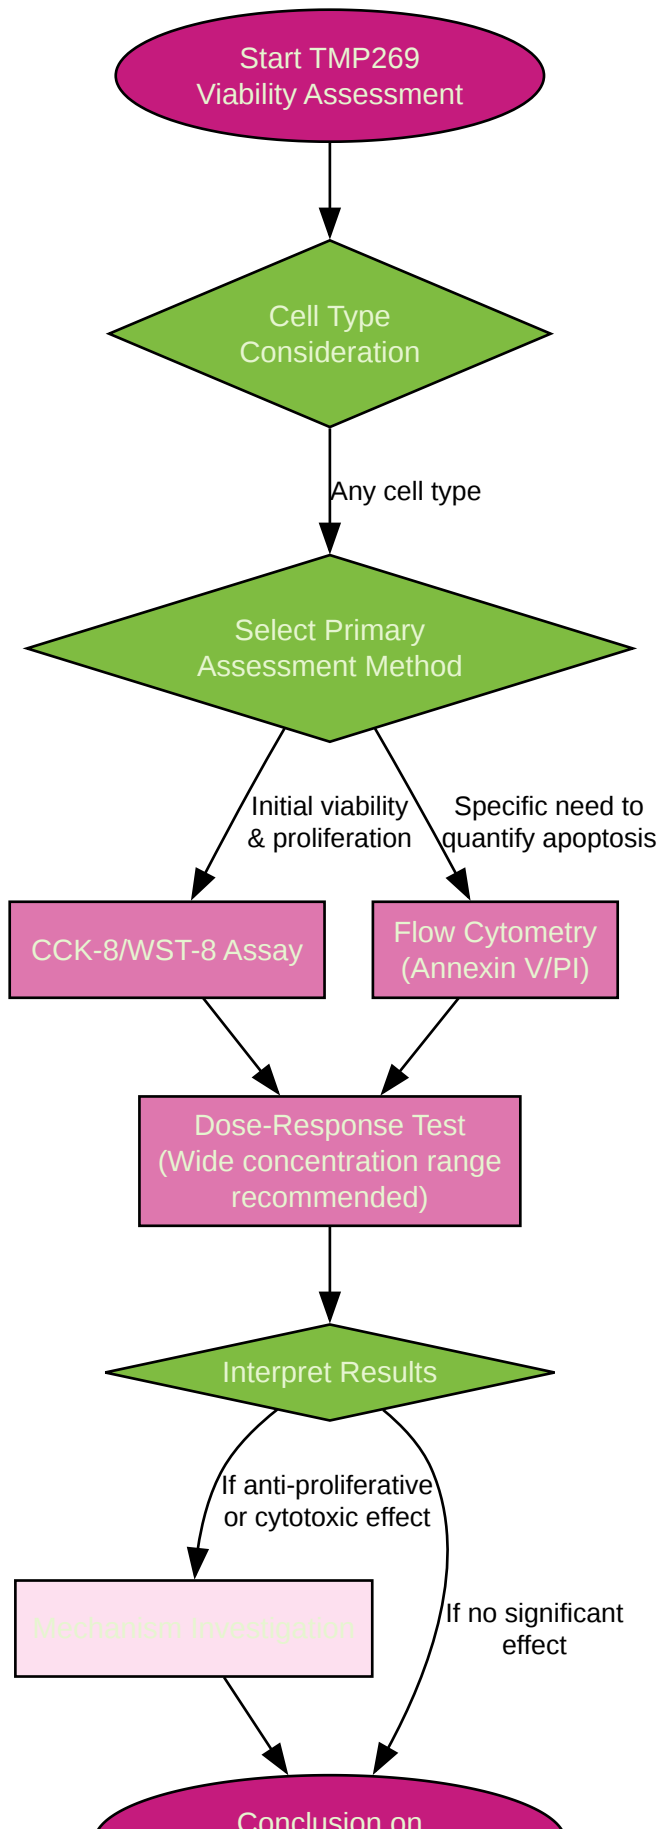 Start TMP269
Viability Assessment
Cell Type
Consideration
Any cell type
Select Primary
Assessment Method
Initial viability
& proliferation
Specific need to
quantify apoptosis
CCK-8/WST-8 Assay
Flow Cytometry
(Annexin V/PI)
Dose-Response Test
(Wide concentration range
recommended)
Interpret Results
If anti-proliferative
or cytotoxic effect
If no significant
effect
Mechanism Investigation
Conclusion on